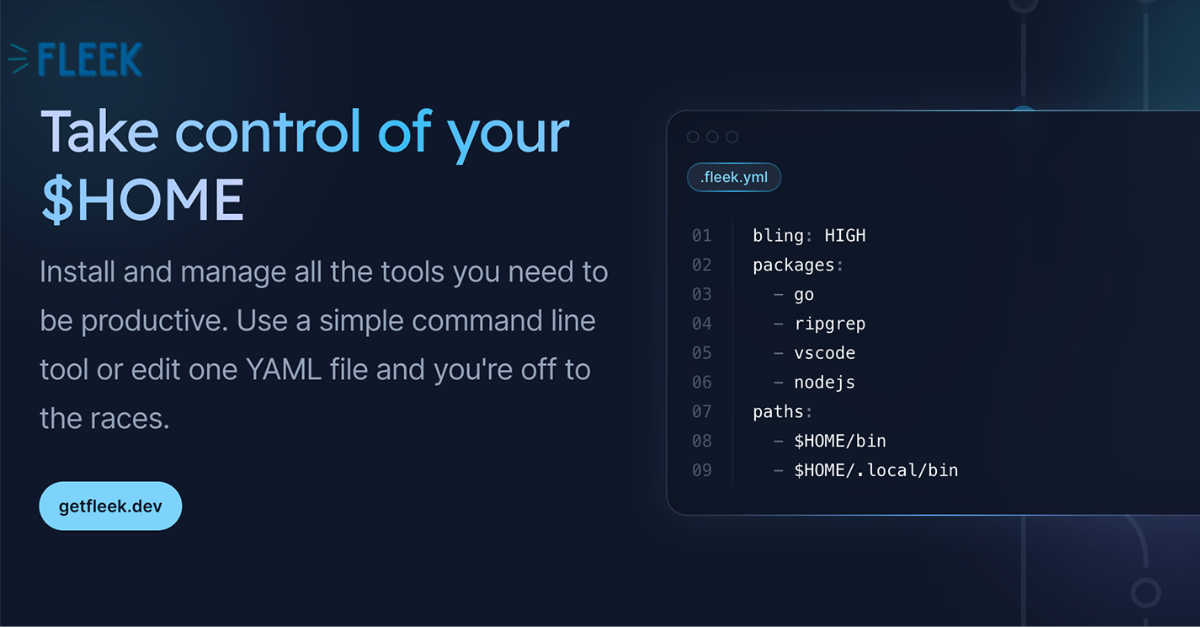 FLEEK
Take control of your
$HOME
Install and manage all the tools you need to
be productive. Use a simple command line
tool or edit one YAML file and you're off to
the races.
getfleek.dev
.fleek.yml
01 bling: HIGH
02 packages:
03 – go
04 – ripgrep
05 – vscode
06 – nodejs
07 paths:
08 – $HOME/bin
09 – $HOME/.local/bin